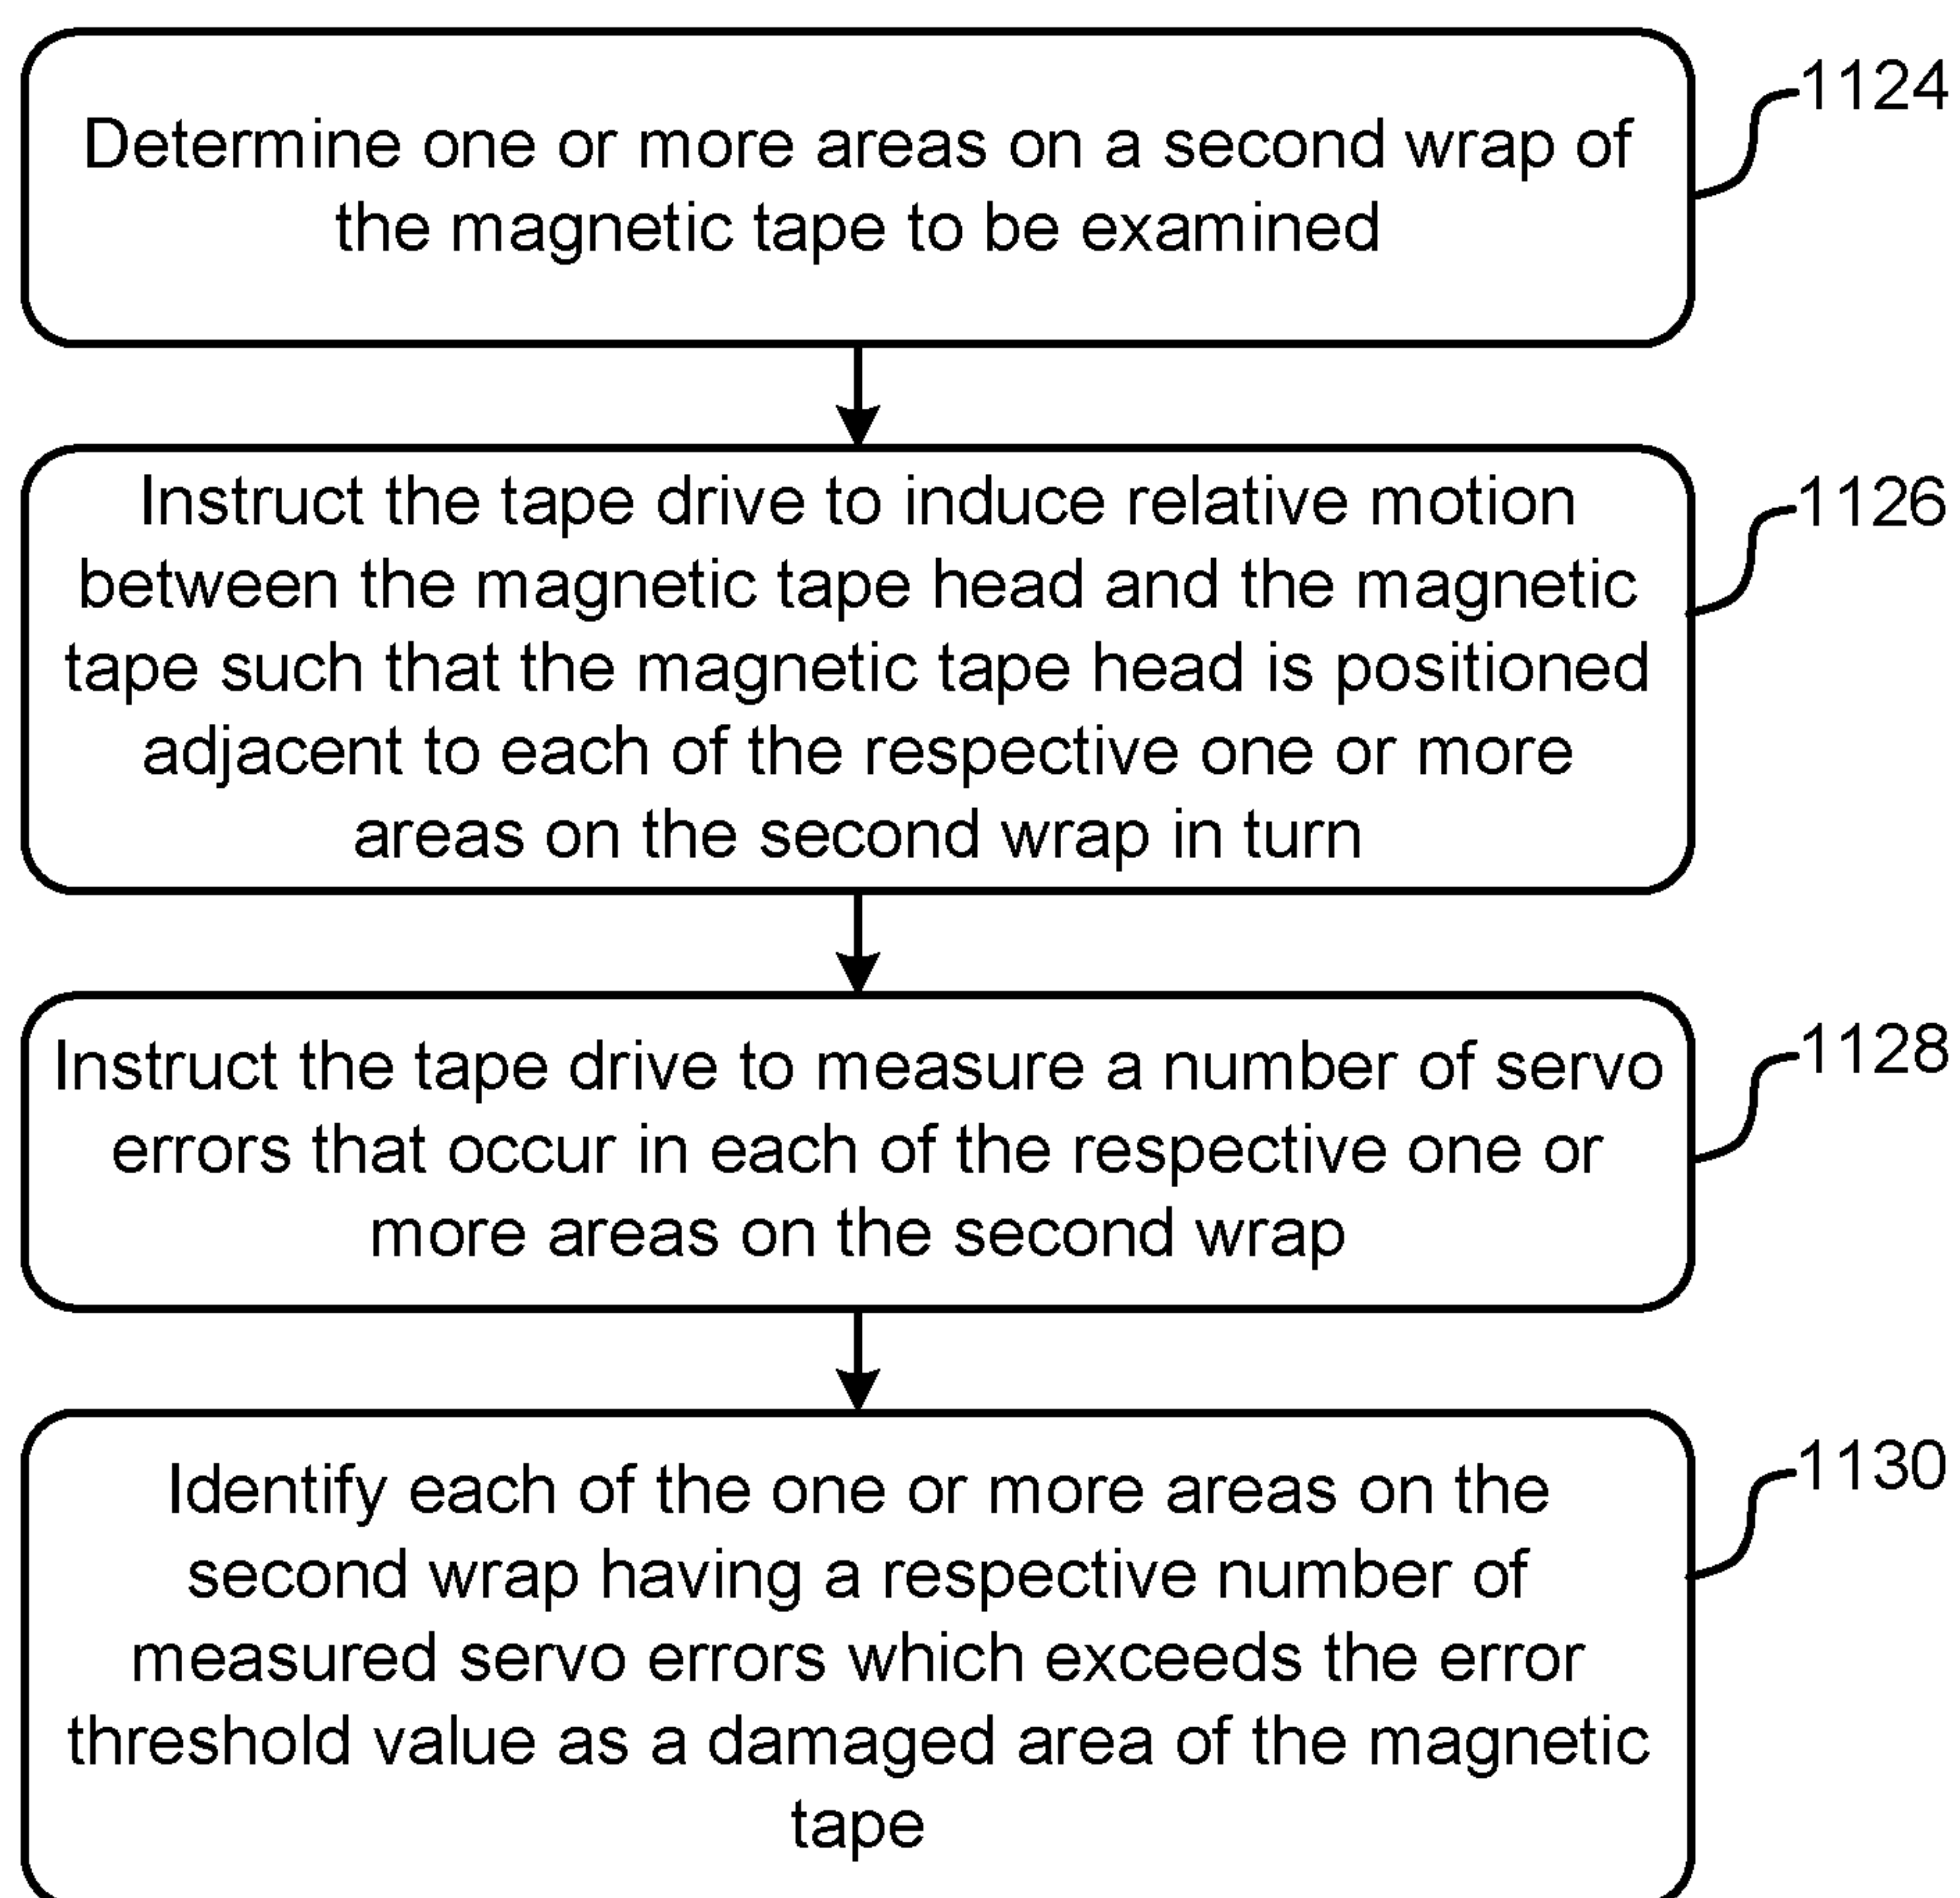 1124
Determine one or more areas on a second wrap of
the magnetic tape to be examined
1126
Instruct the tape drive to induce relative motion
between the magnetic tape head and the magnetic
tape such that the magnetic tape head is positioned
adjacent to each of the respective one or more
areas on the second wrap in turn
1128
Instruct the tape drive to measure a number of servo
errors that occur in each of the respective one or
more areas on the second wrap
1130
Identify each of the one or more areas on the
second wrap having a respective number of
measured servo errors which exceeds the error
threshold value as a damaged area of the magnetic
tape